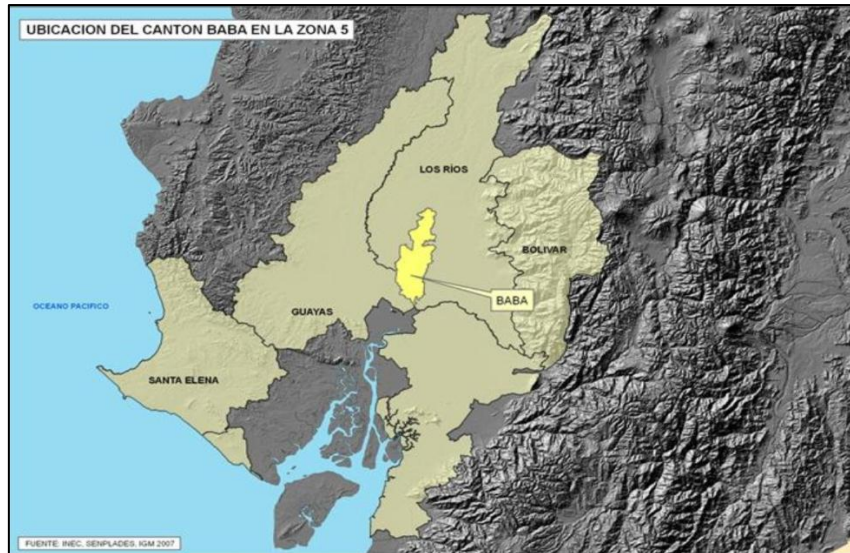 UBICACION DEL CANTON BABA EN LA ZONA 5
LOS RÍOS
BOLIVAR
BABA
OCEANO PACIFICO
GUAYAS
SANTA ELENA
FUENTE: INEC, SENPLADES, IGM 2007